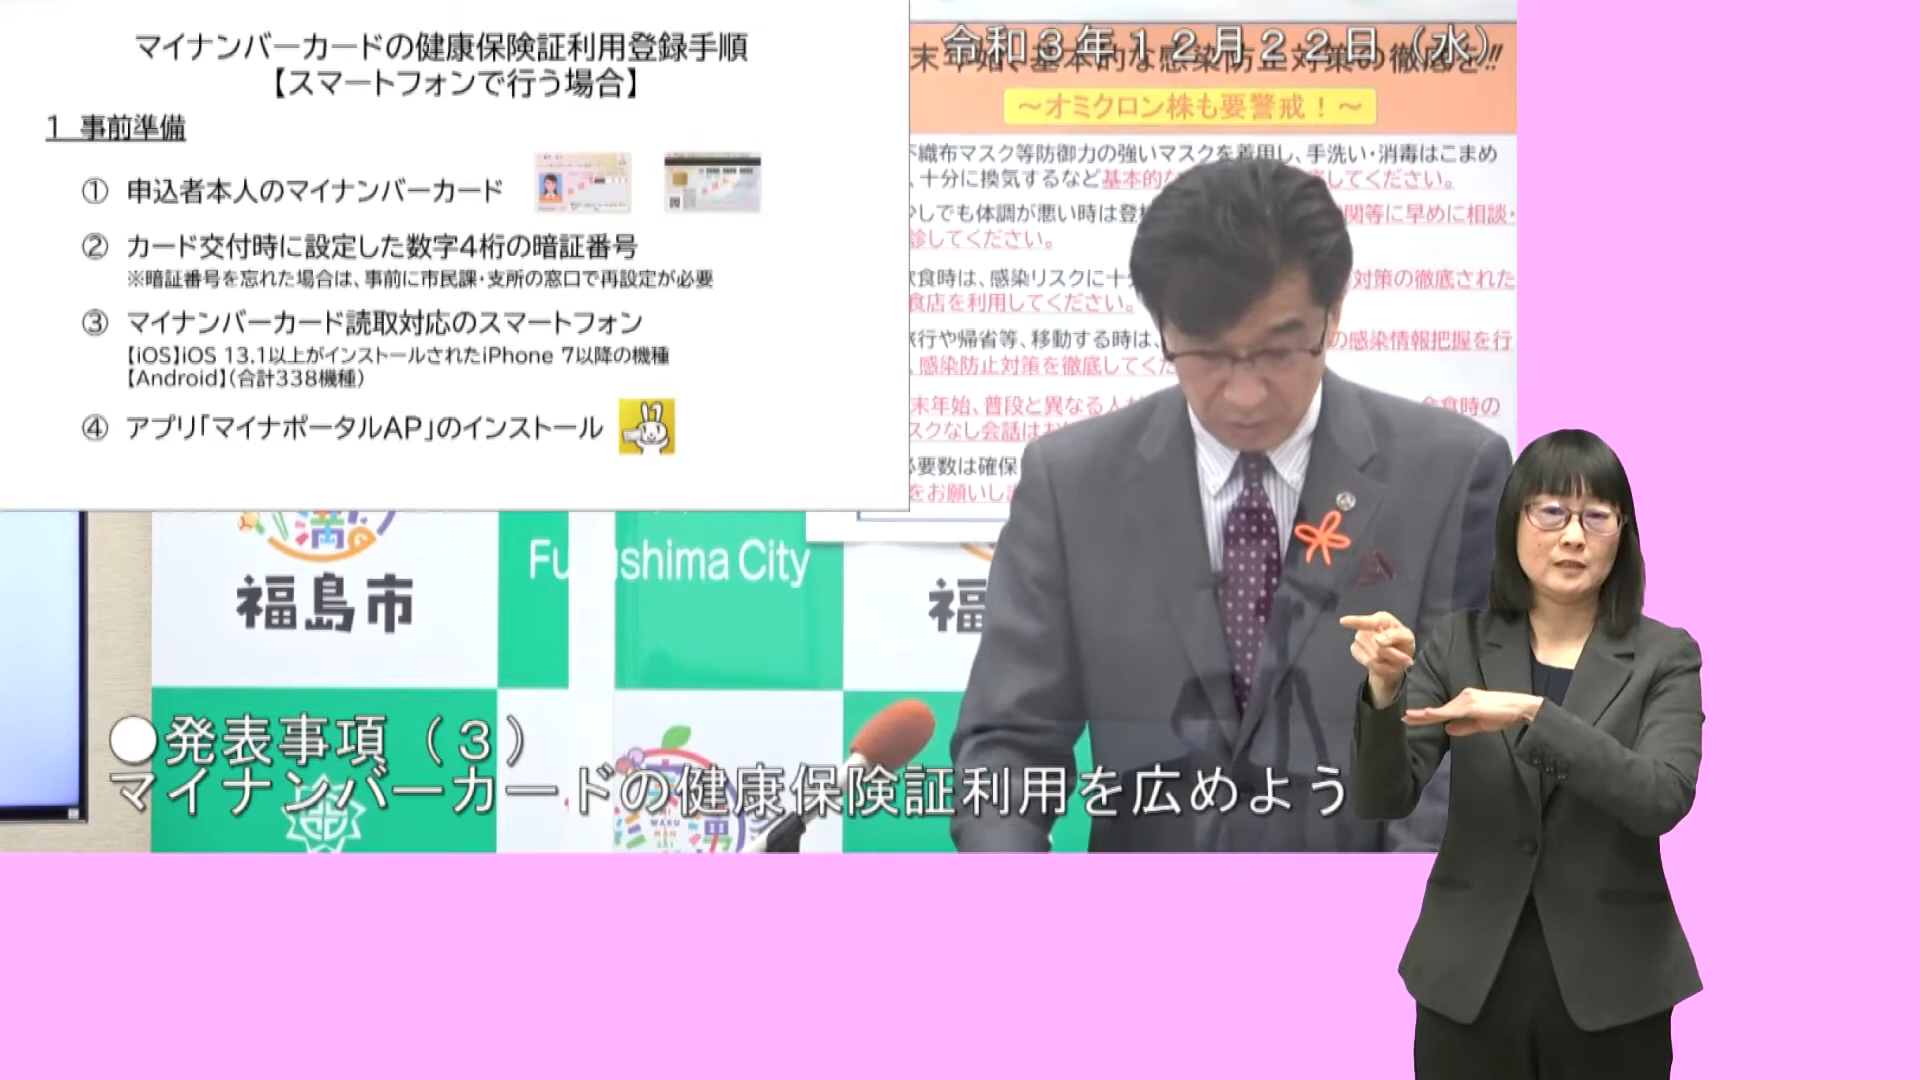 マイナンバーカードの健康保険証利用登録手順
【スマートフォンで行う場合】
1 事前準備
① 申込者本人のマイナンバーカード
② カード交付時に設定した数字4桁の暗証番号
※暗証番号を忘れた場合は、事前に市民課・支所の窓口で再設定が必要
③ マイナンバーカード読取対応のスマートフォン
【iOS】iOS 13.1以上がインストールされたiPhone 7以降の機種
【Android】(合計338機種)
④ アプリ「マイナポータルAP」のインストール
令和3年12月22日(水)
末年始、基本的な感染防止対策の徹底を!!
～オミクロン株も要警戒！～
織布マスク等防御力の強いマスクを着用し、手洗い・消毒はこまめ
、十分に換気するなど基本的な してください。
しでも体調が悪い時は登 関等に早めに相談・
診してください。
食時は、感染リスクに十 対策の徹底された
食店を利用してください。
旅行や帰省等、移動する時は、 の感染情報把握を行
、感染防止対策を徹底してくだ
末年始、普段と異なる人 会食時の
スクなし会話は
必要数は確保
をお願いし
福島市
Fu ushima City
福
●発表事項(3)
マイナンバーカードの健康保険証利用を広めよう